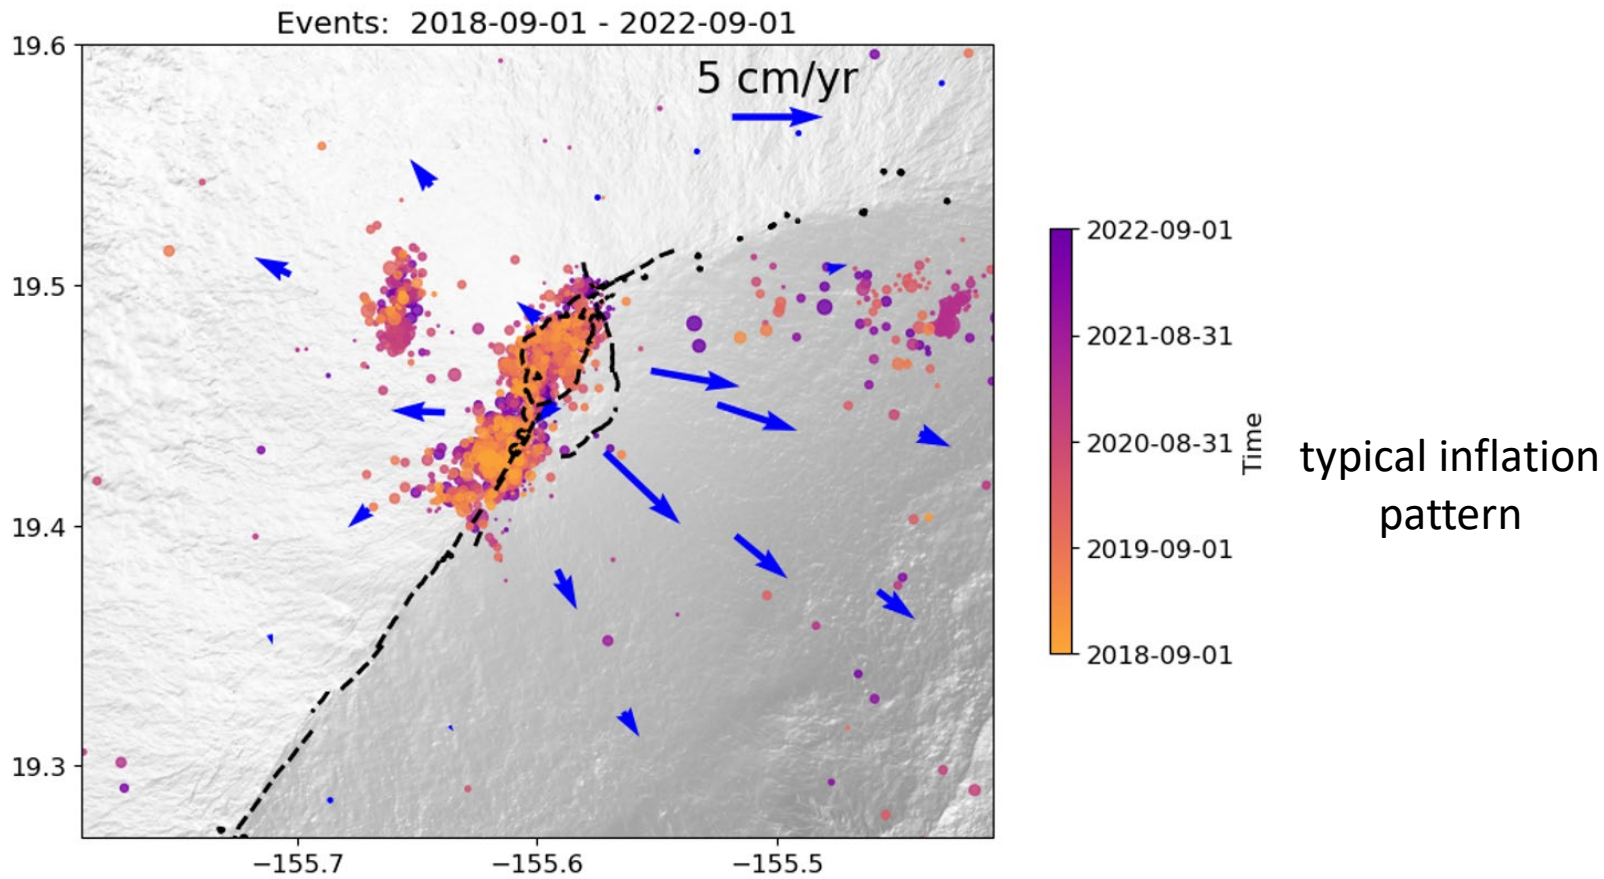 Events:  2018-09-01 - 2022-09-01
5 cm/yr
19.6
19.5
19.4
19.3
−155.7
−155.6
−155.5
2022-09-01
2021-08-31
2020-08-31
2019-09-01
2018-09-01
Time
typical inflation
pattern